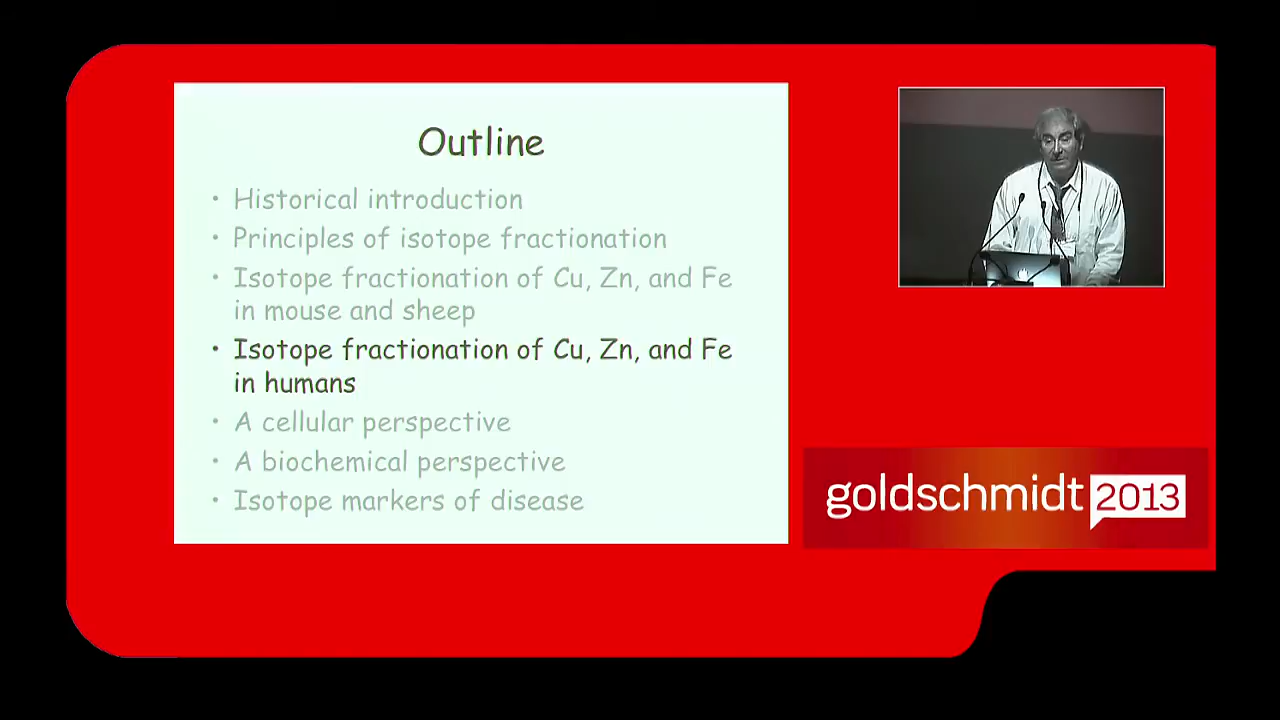 Outline
• Historical introduction
• Principles of isotope fractionation
• Isotope fractionation of Cu, Zn, and Fe
in mouse and sheep
• Isotope fractionation of Cu, Zn, and Fe
in humans
• A cellular perspective
• A biochemical perspective
• Isotope markers of disease
goldschmidt 2013